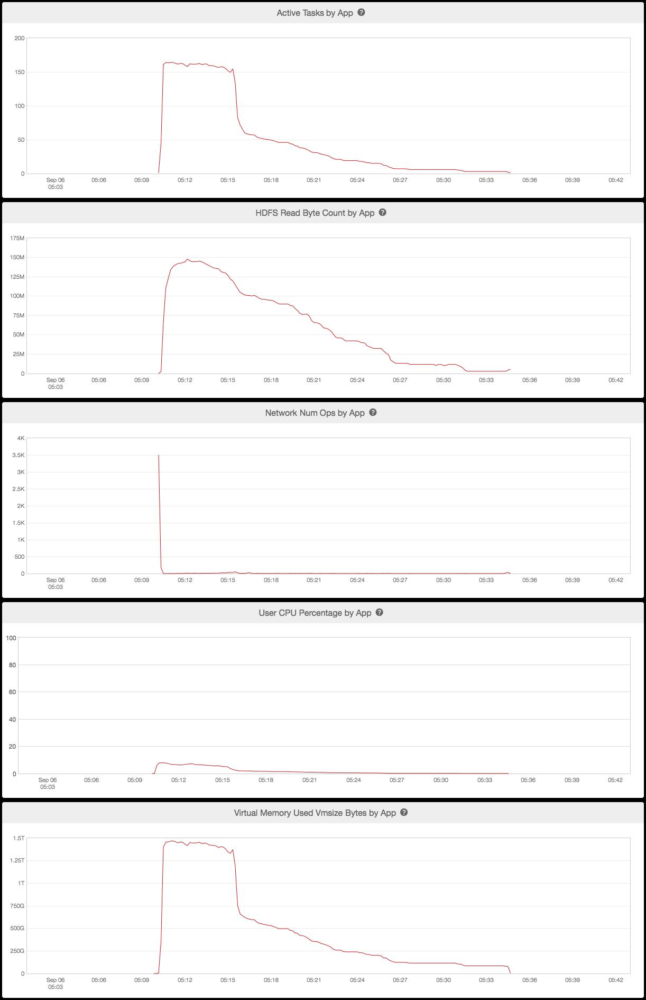 Active Tasks by App ?
200
150
100
50
0
Sep 06 05:06 05:09 05:12 05:15 05:18 05:21 05:24 05:27 05:30 05:33 05:36 05:39 05:42
05:03
HDFS Read Byte Count by App ?
175M
150M
125M
100M
75M
50M
25M
0
Sep 06 05:06 05:09 05:12 05:15 05:18 05:21 05:24 05:27 05:30 05:33 05:36 05:39 05:42
05:03
Network Num Ops by App ?
4K
3.5K
3K
2.5K
2K
1.5K
1K
500
0
Sep 06 05:06 05:09 05:12 05:15 05:18 05:21 05:24 05:27 05:30 05:33 05:36 05:39 05:42
05:03
User CPU Percentage by App ?
100
80
60
40
20
0
Sep 06 05:06 05:09 05:12 05:15 05:18 05:21 05:24 05:27 05:30 05:33 05:36 05:39 05:42
05:03
Virtual Memory Used Vmsize Bytes by App ?
1.5T
1.25T
1T
750G
500G
250G
0
Sep 06 05:06 05:09 05:12 05:15 05:18 05:21 05:24 05:27 05:30 05:33 05:36 05:39 05:42
05:03